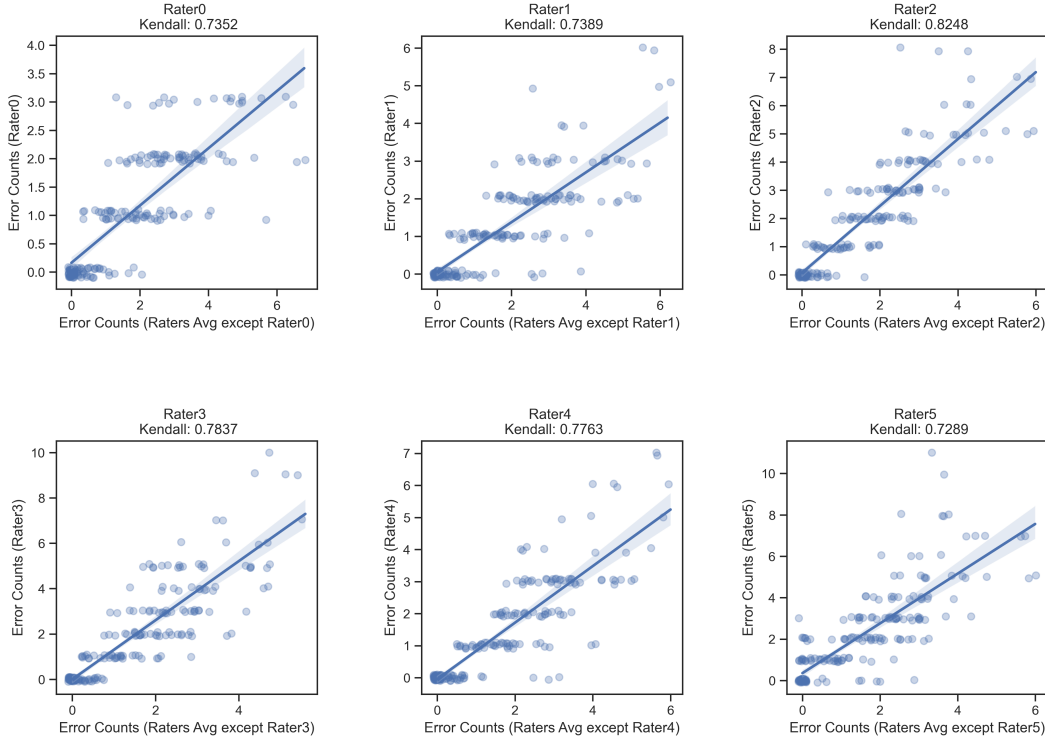 Rater0
Kendall: 0.7352
4.0
3.5
3.0
2.5
2.0
1.5
1.0
0.5
0.0
Error Counts (Rater0)
0 2 4 6
Error Counts (Raters Avg except Rater0)
Rater1
Kendall: 0.7389
6
5
4
3
2
1
0
Error Counts (Rater1)
0 2 4 6
Error Counts (Raters Avg except Rater1)
Rater2
Kendall: 0.8248
8
7
6
5
4
3
2
1
0
Error Counts (Rater2)
0 2 4 6
Error Counts (Raters Avg except Rater2)
Rater3
Kendall: 0.7837
10
8
6
4
2
0
Error Counts (Rater3)
0 2 4
Error Counts (Raters Avg except Rater3)
Rater4
Kendall: 0.7763
7
6
5
4
3
2
1
0
Error Counts (Rater4)
0 2 4 6
Error Counts (Raters Avg except Rater4)
Rater5
Kendall: 0.7289
10
8
6
4
2
0
Error Counts (Rater5)
0 2 4 6
Error Counts (Raters Avg except Rater5)